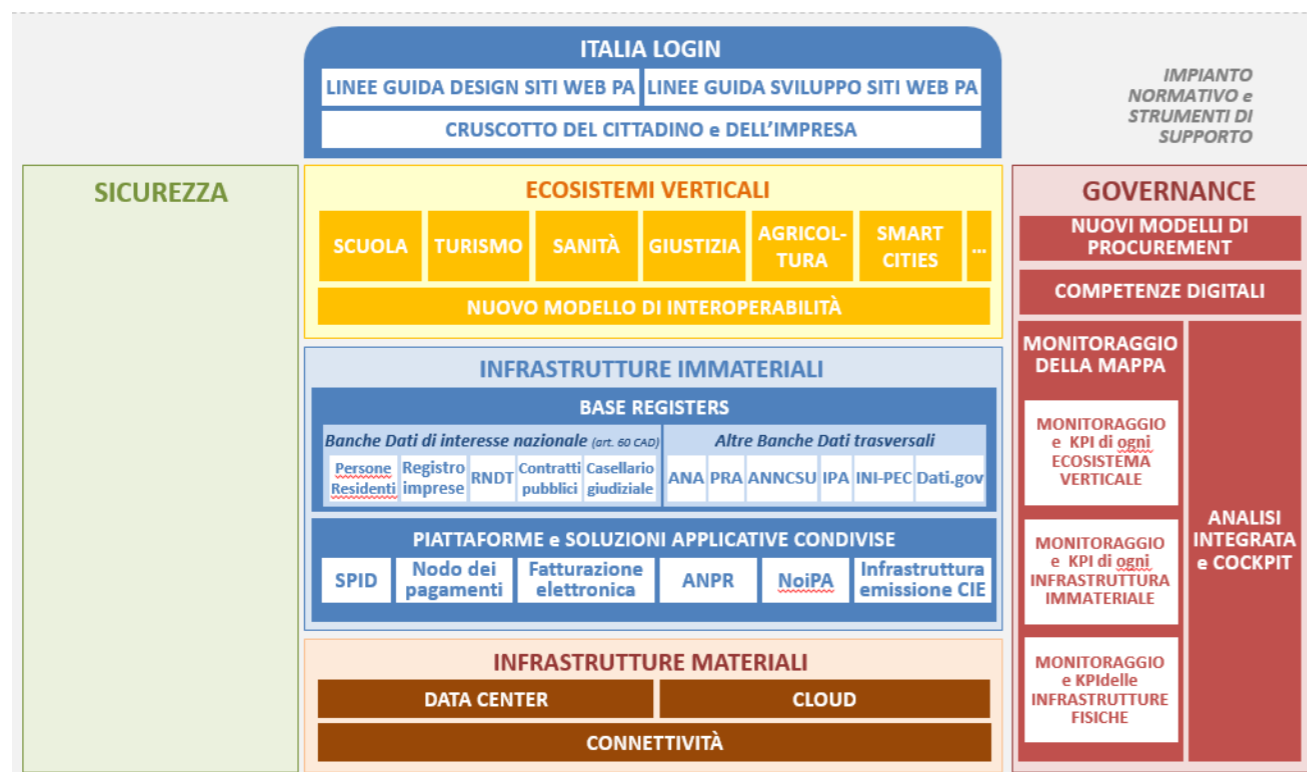 ITALIA LOGIN
LINEE GUIDA DESIGN SITI WEB PA
LINEE GUIDA SVILUPPO SITI WEB PA
CRUSCOTTO DEL CITTADINO e DELL'IMPRESA
IMPIANTO
NORMATIVO e
STRUMENTI DI
SUPPORTO
SICUREZZA
ECOSISTEMI VERTICALI
SCUOLA
TURISMO
SANITÀ
GIUSTIZIA
AGRICOL-
TURA
SMART
CITIES
...
NUOVO MODELLO DI INTEROPERABILITÀ
INFRASTRUTTURE IMMATERIALI
BASE REGISTERS
Banche Dati di interesse nazionale (art. 60 CAD)
Persone
Residenti
Registro
imprese
RNDT
Contratti
pubblici
Casellario
giudiziale
Altre Banche Dati trasversali
ANA
PRA
ANNCSU
IPA
INI-PEC
Dati.gov
PIATTAFORME e SOLUZIONI APPLICATIVE CONDIVISE
SPID
Nodo dei
pagamenti
Fatturazione
elettronica
ANPR
NoiPA
Infrastruttura
emissione CIE
INFRASTRUTTURE MATERIALI
DATA CENTER
CLOUD
CONNETTIVITÀ
GOVERNANCE
NUOVI MODELLI DI
PROCUREMENT
COMPETENZE DIGITALI
MONITORAGGIO
DELLA MAPPA
MONITORAGGIO
e KPI di ogni
ECOSISTEMA
VERTICALE
MONITORAGGIO
e KPI di ogni
INFRASTRUTTURA
IMMATERIALE
MONITORAGGIO
e KPIdelle
INFRASTRUTTURE
FISICHE
ANALISI
INTEGRATA
e COCKPIT